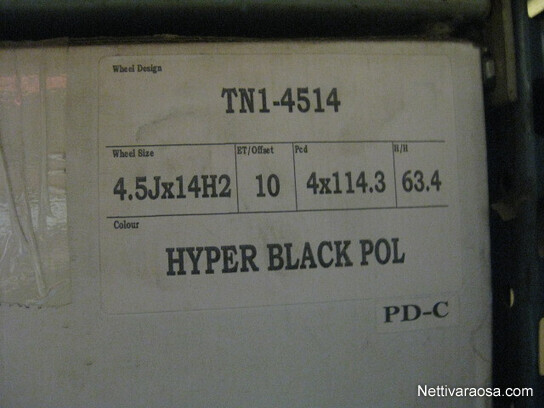 Wheel Design
TN1-4514
Wheel Size ET/Offset Pcd H/H
4.5Jx14H2 10 4x114.3 63.4
Colour
HYPER BLACK POL
PD-C
Nettivaraosa.com